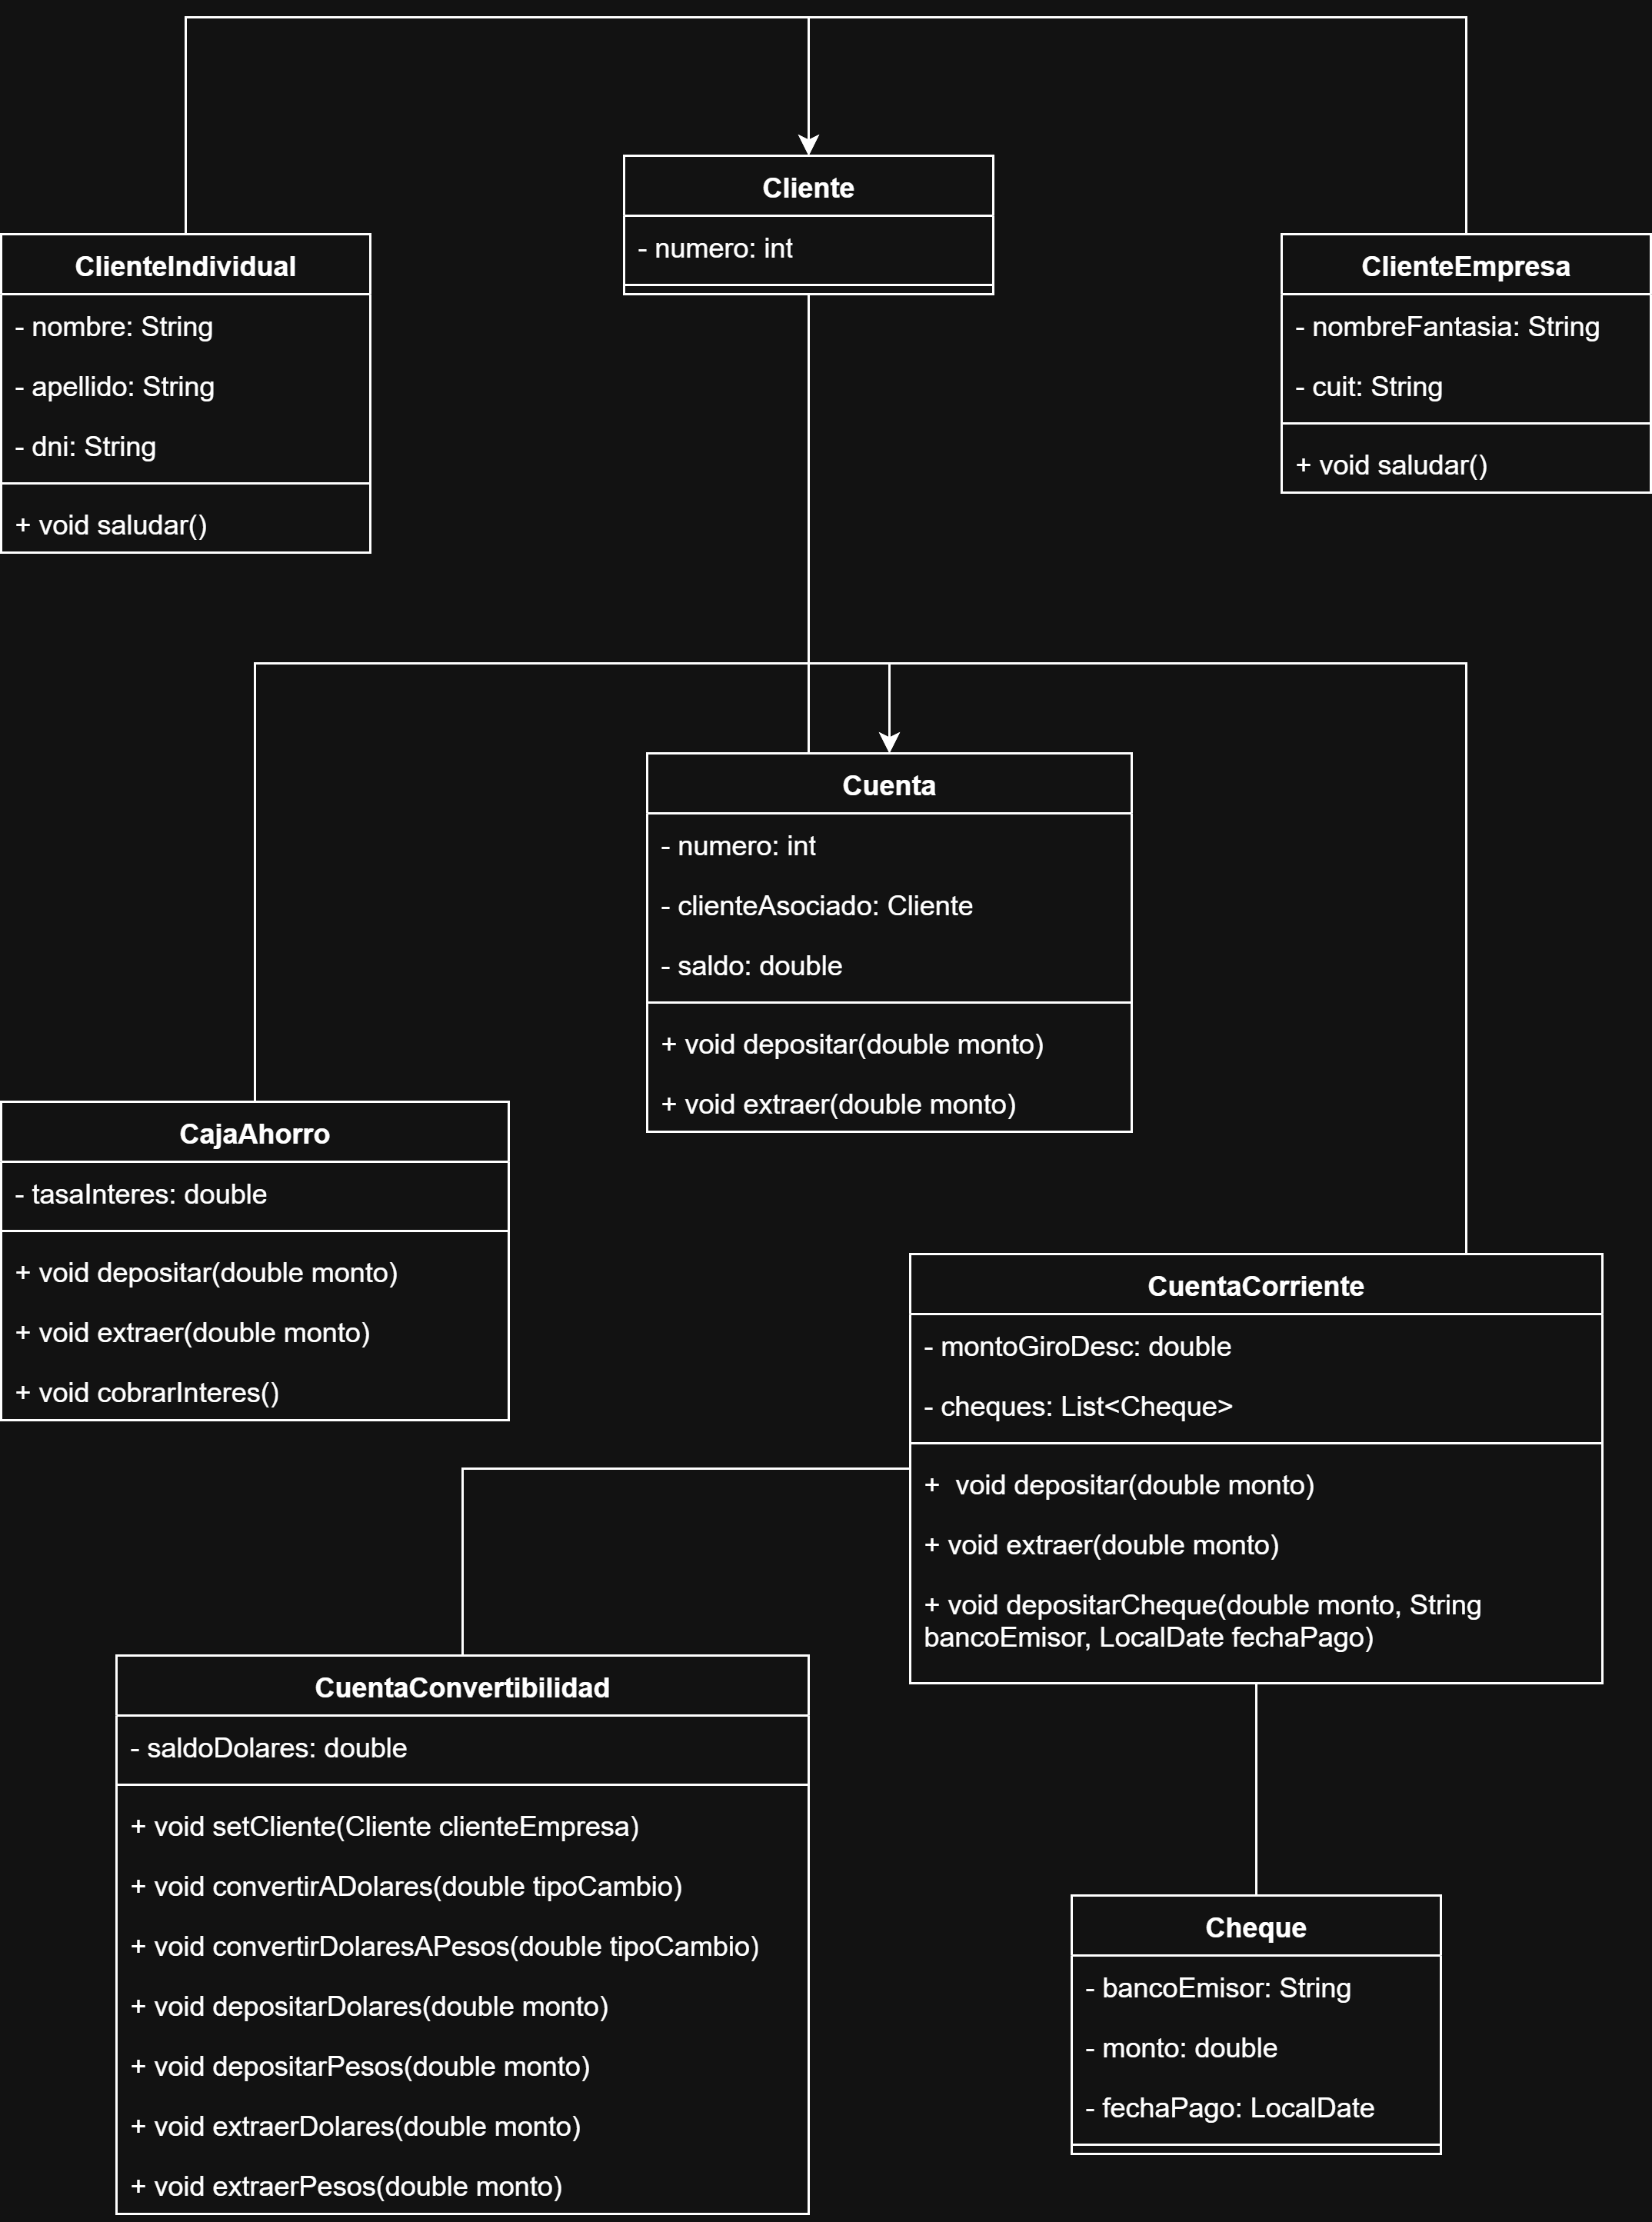 Cliente
- numero: int
ClienteIndividual
- nombre: String
- apellido: String
- dni: String
+ void saludar()
ClienteEmpresa
- nombreFantasia: String
- cuit: String
+ void saludar()
Cuenta
- numero: int
- clienteAsociado: Cliente
- saldo: double
+ void depositar(double monto)
+ void extraer(double monto)
CajaAhorro
- tasaInteres: double
+ void depositar(double monto)
+ void extraer(double monto)
+ void cobrarInteres()
CuentaCorriente
- montoGiroDesc: double
- cheques: List<Cheque>
+  void depositar(double monto)
+ void extraer(double monto)
+ void depositarCheque(double monto, String
bancoEmisor, LocalDate fechaPago)
CuentaConvertibilidad
- saldoDolares: double
+ void setCliente(Cliente clienteEmpresa)
+ void convertirADolares(double tipoCambio)
+ void convertirDolaresAPesos(double tipoCambio)
+ void depositarDolares(double monto)
+ void depositarPesos(double monto)
+ void extraerDolares(double monto)
+ void extraerPesos(double monto)
Cheque
- bancoEmisor: String
- monto: double
- fechaPago: LocalDate